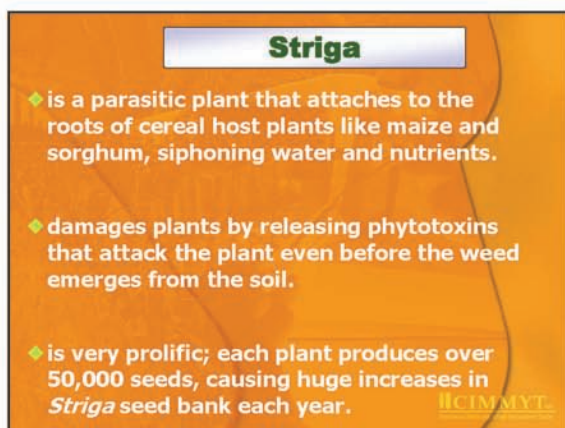 Striga
is a parasitic plant that attaches to the
roots of cereal host plants like maize and
sorghum, siphoning water and nutrients.
damages plants by releasing phytotoxins
that attack the plant even before the weed
emerges from the soil.
is very prolific; each plant produces over
50,000 seeds, causing huge increases in
Striga seed bank each year.
CIMMYT